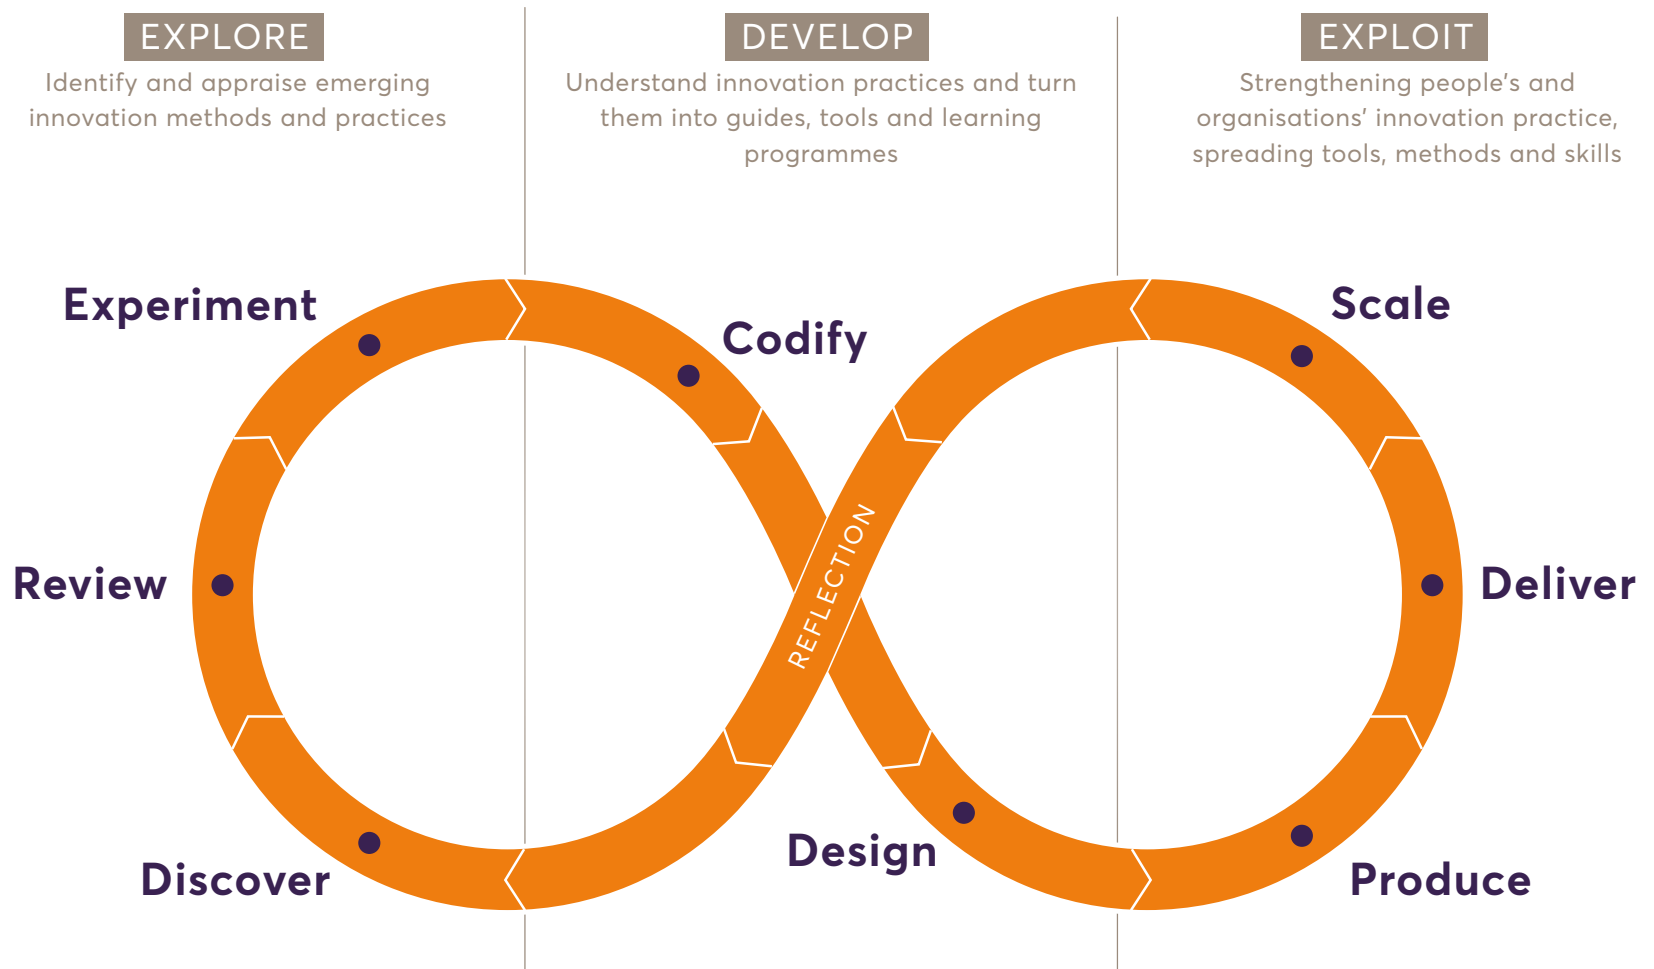 EXPLORE
Identify and appraise emerging
innovation methods and practices
DEVELOP
Understand innovation practices and turn
them into guides, tools and learning
programmes
EXPLOIT
Strengthening people’s and
organisations’ innovation practice,
spreading tools, methods and skills
Experiment
Codify
Scale
REFLECTION
Review
Deliver
Design
Discover
Produce